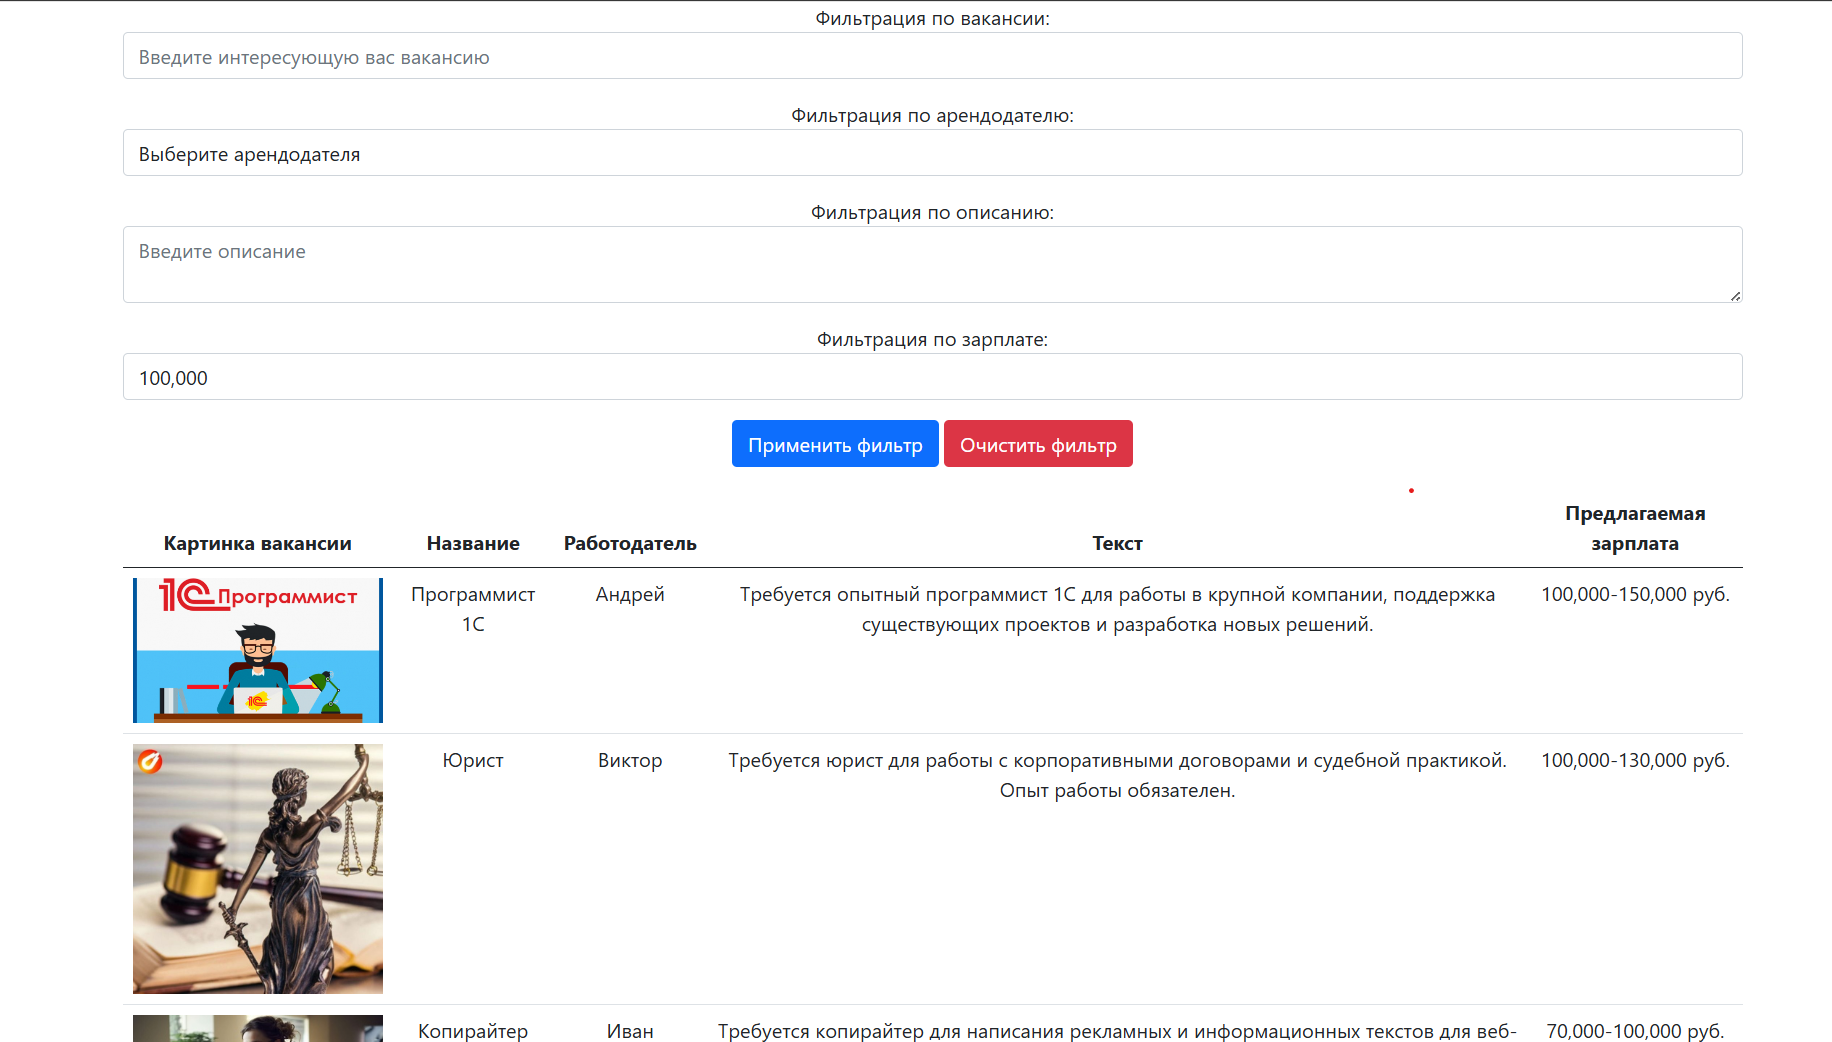 Фильтрация по вакансии:
Введите интересующую вас вакансию
Фильтрация по арендодателю:
Выберите арендодателя
Фильтрация по описанию:
Введите описание
Фильтрация по зарплате:
100,000
Применить фильтр Очистить фильтр
Картинка вакансии Название Работодатель Текст Предлагаемая
зарплата
1С Программист
1С
Программист
1С
Андрей
Требуется опытный программист 1С для работы в крупной компании, поддержка
существующих проектов и разработка новых решений.
100,000-150,000 руб.
Юрист
Виктор
Требуется юрист для работы с корпоративными договорами и судебной практикой.
Опыт работы обязателен.
100,000-130,000 руб.
Копирайтер
Иван
Требуется копирайтер для написания рекламных и информационных текстов для веб-
70,000-100,000 руб.